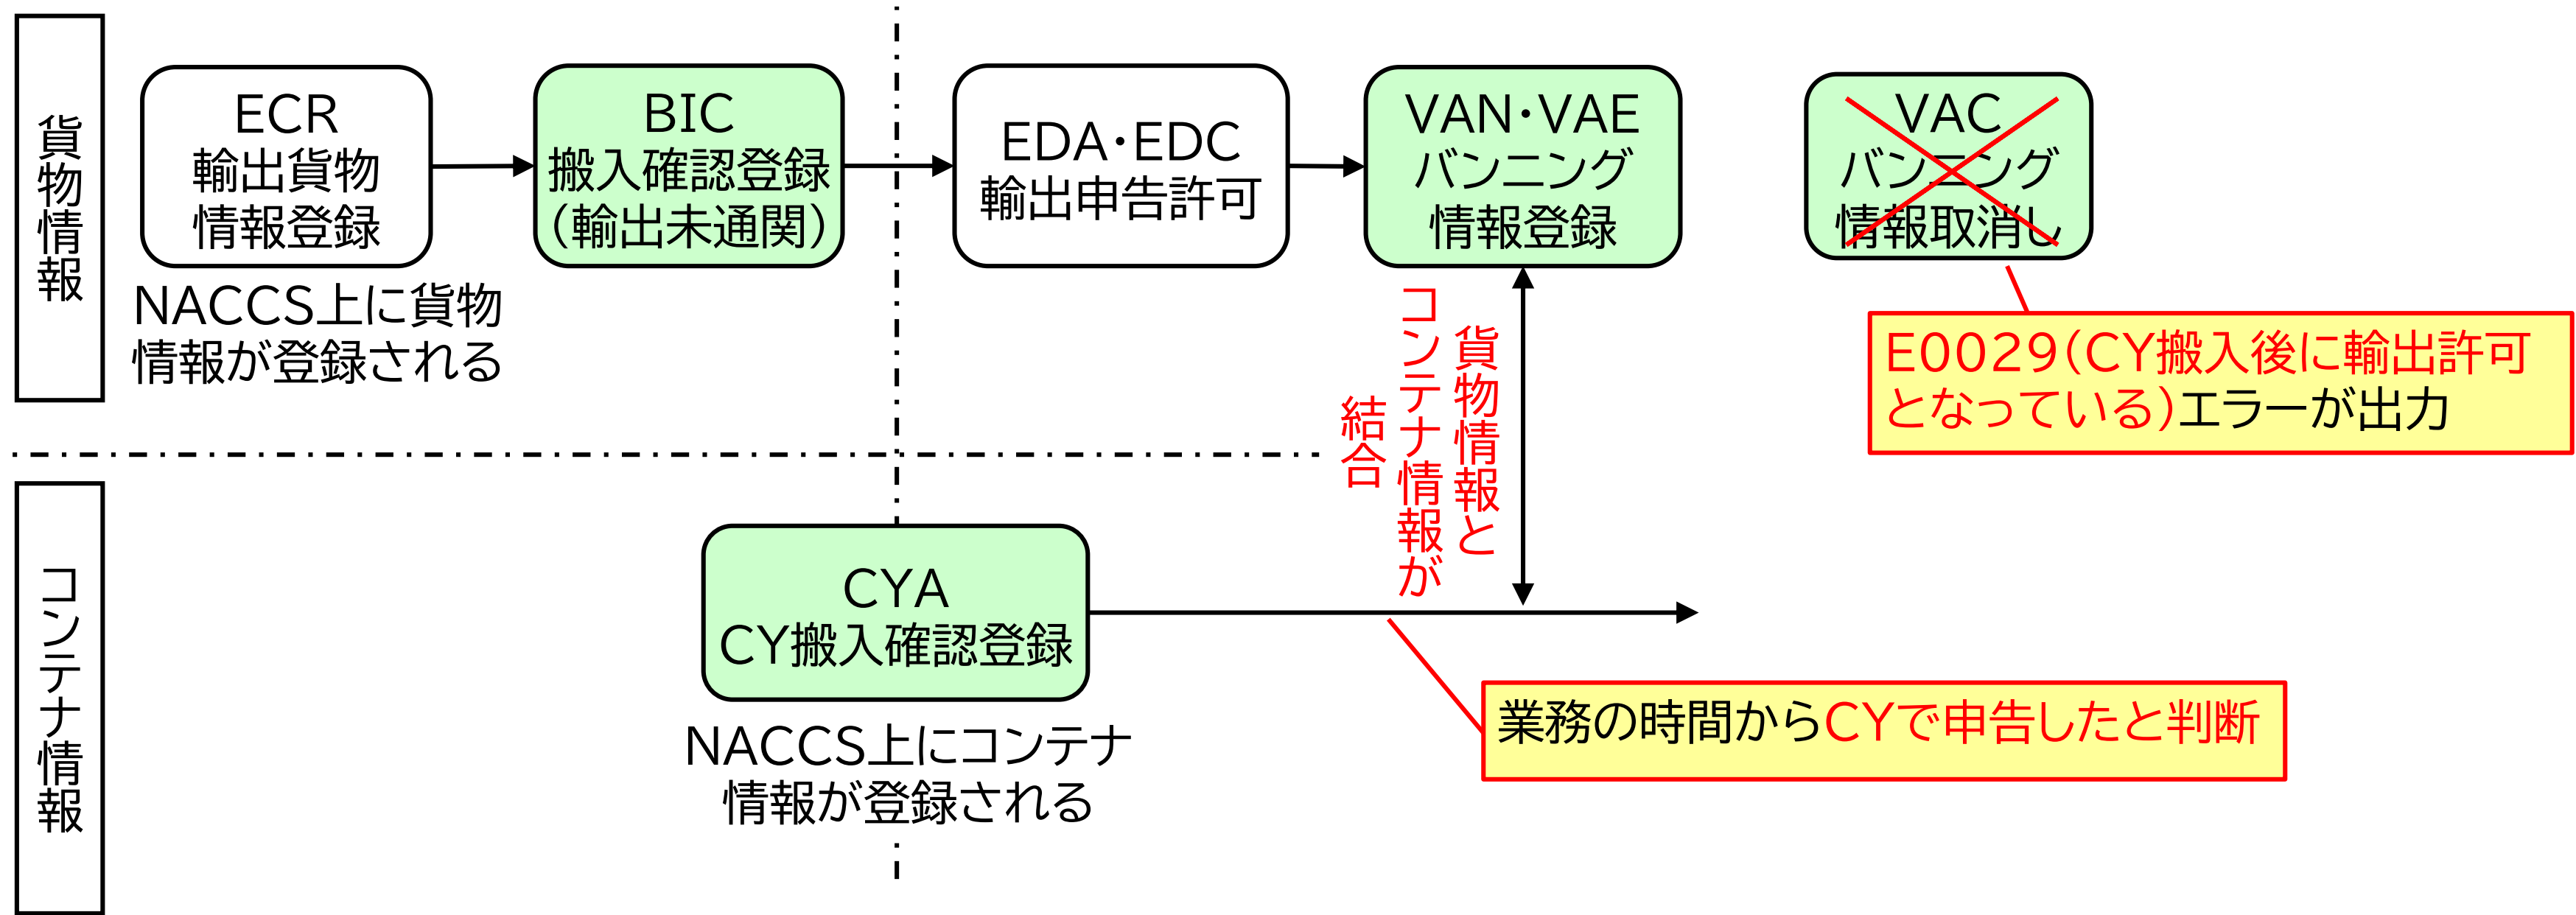 貨物情報
ECR
輸出貨物
情報登録
NACCS上に貨物
情報が登録される
BIC
搬入確認登録
（輸出未通関）
EDA・EDC
輸出申告許可
VAN・VAE
バンニング
情報登録
VAC
バンニング
情報取消し
E0029（CY搬入後に輸出許可
となっている）エラーが出力
貨物情報と
コンテナ情報が
結合
コンテナ情報
CYA
CY搬入確認登録
NACCS上にコンテナ
情報が登録される
業務の時間からCYで申告したと判断